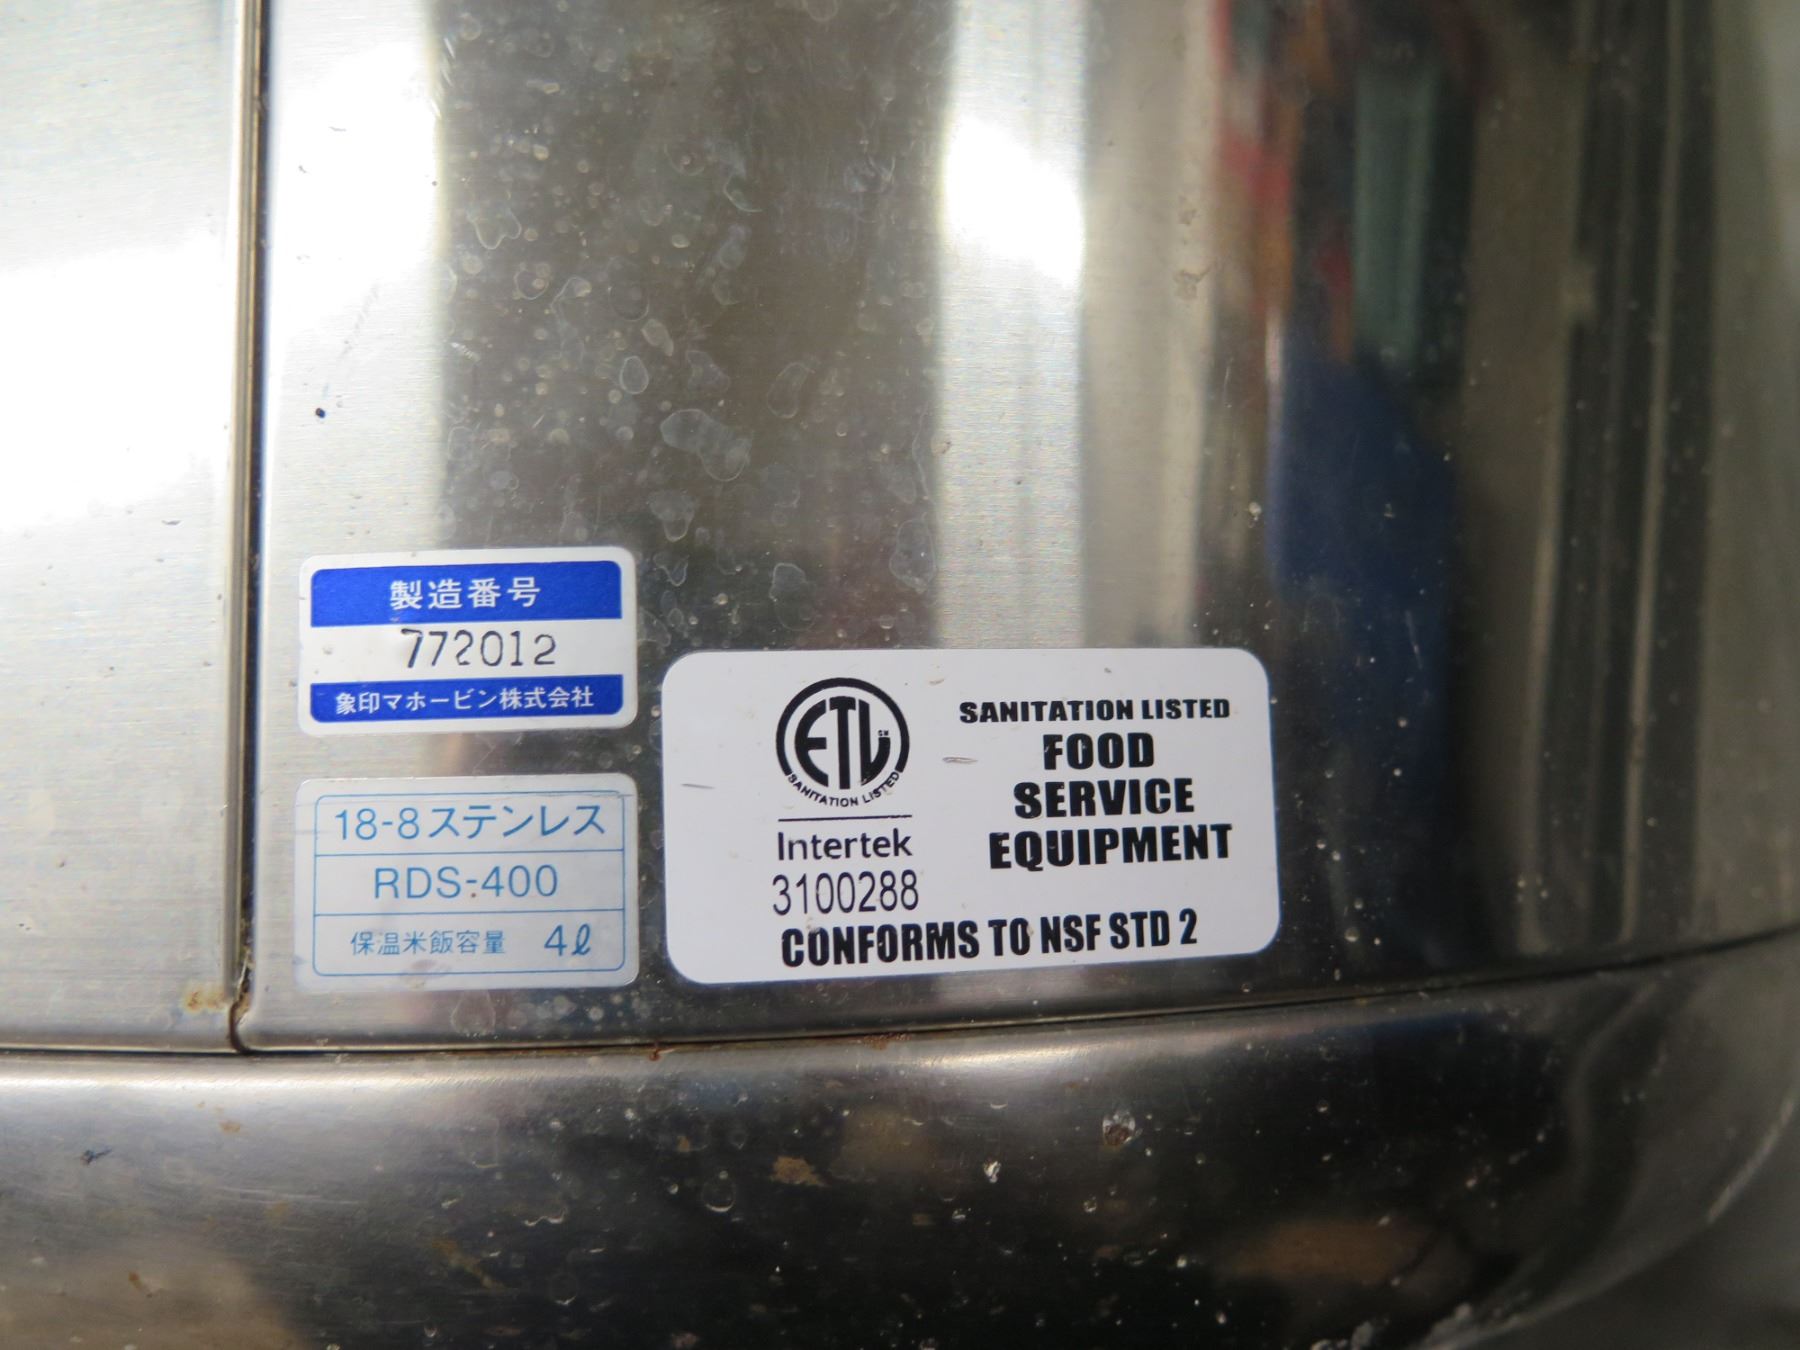 製造番号
772012
象印マホービン株式会社
18-8ステンレス
RDS-400
保温米飯容量 4ℓ
ETL SM
SANITATION LISTED
Intertek
3100288
SANITATION LISTED
FOOD
SERVICE
EQUIPMENT
CONFORMS TO NSF STD 2